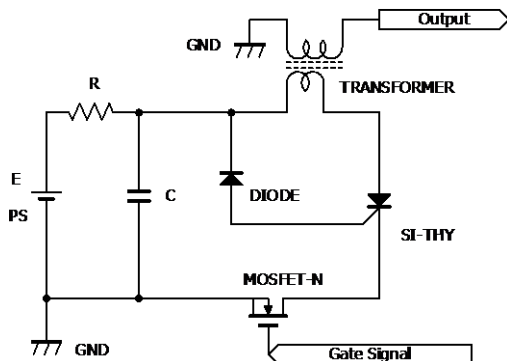 Output
GND
TRANSFORMER
R
E
PS
C
DIODE
SI-THY
MOSFET-N
GND
Gate Signal